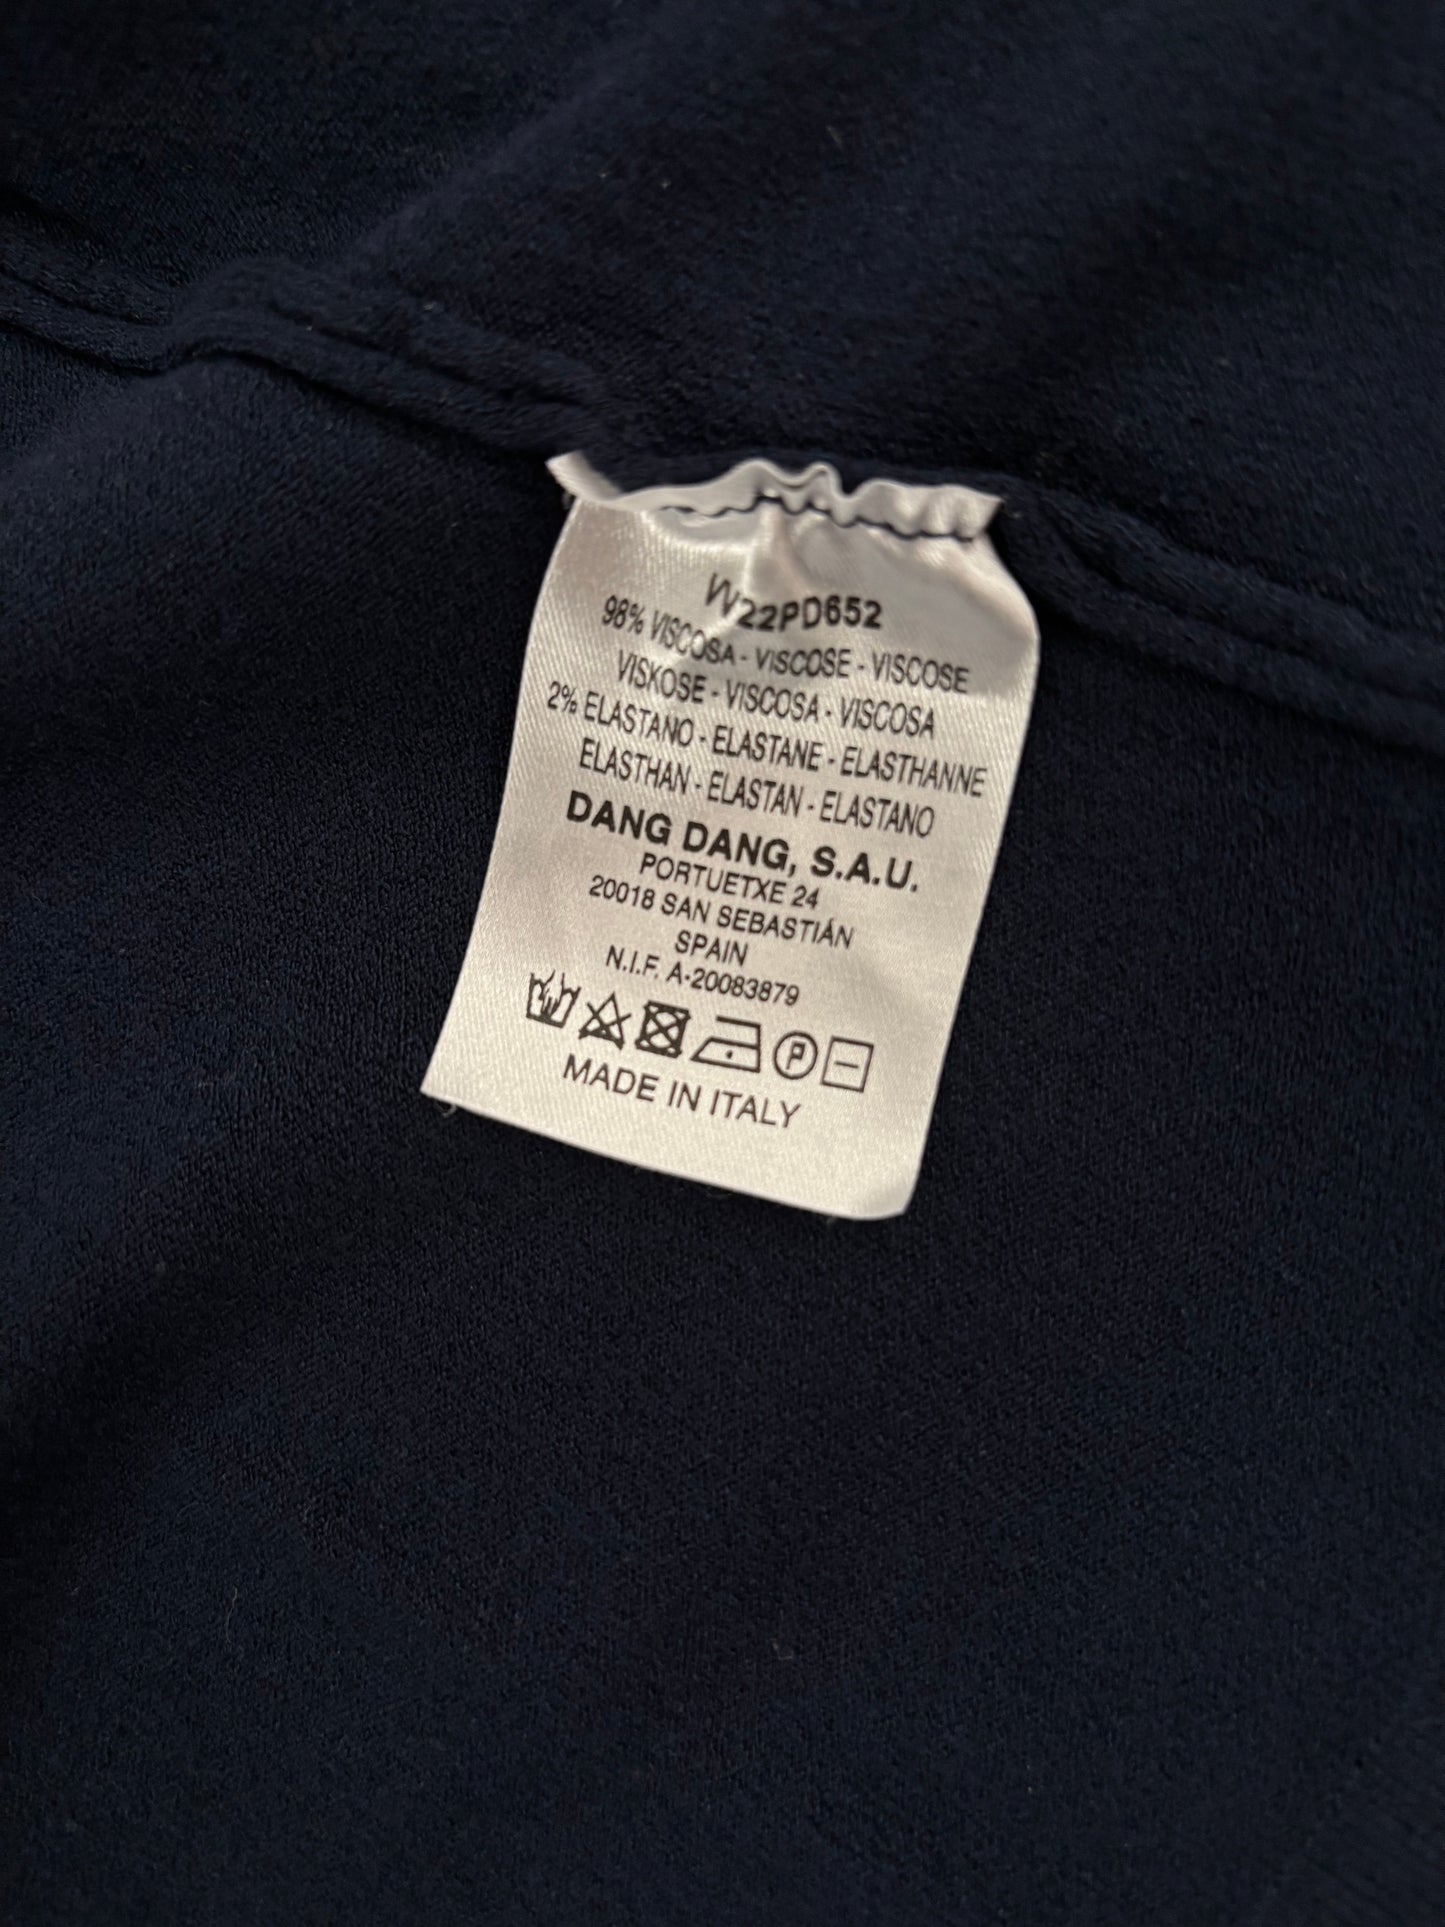 W22PD652
98% VISCOSA - VISCOSE - VISCOSE
VISKOSE - VISCOSA - VISCOSA
2% ELASTANO - ELASTANE - ELASTHANNE
ELASTHAN - ELASTAN - ELASTANO
DANG DANG, S.A.U.
PORTUETXE 24
20018 SAN SEBASTIÁN
SPAIN
N.I.F. A-20083879
P
MADE IN ITALY